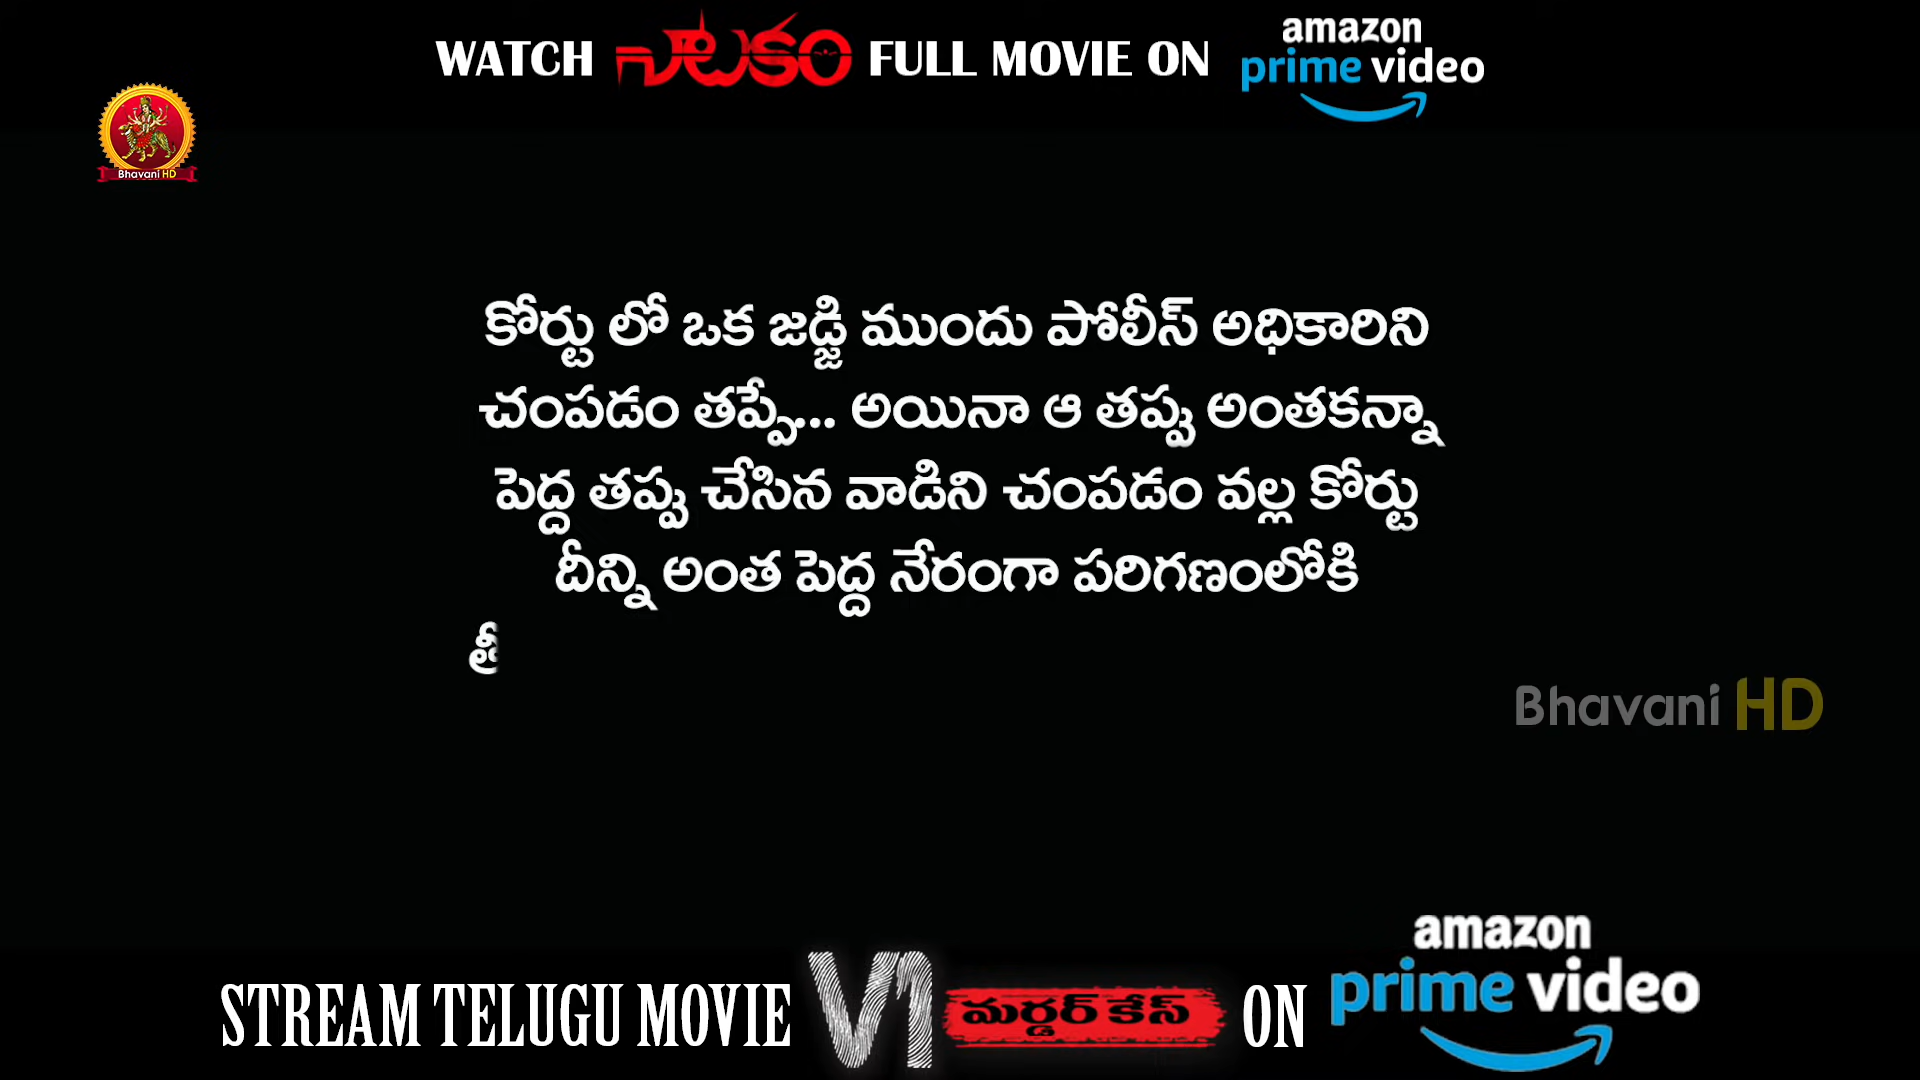 WATCH నాటకం FULL MOVIE ON amazon prime video
Bhavani HD
కోర్టు లో ఒక జడ్జి ముందు పోలీస్ అధికారిని
చంపడం తప్పే... అయినా ఆ తప్పు అంతకన్నా
పెద్ద తప్పు చేసిన వాడిని చంపడం వల్ల కోర్టు
దీన్ని అంత పెద్ద నేరంగా పరిగణంలోకి
తీ
Bhavani HD
STREAM TELUGU MOVIE V1 మర్డర్ కేస్ ON amazon prime video